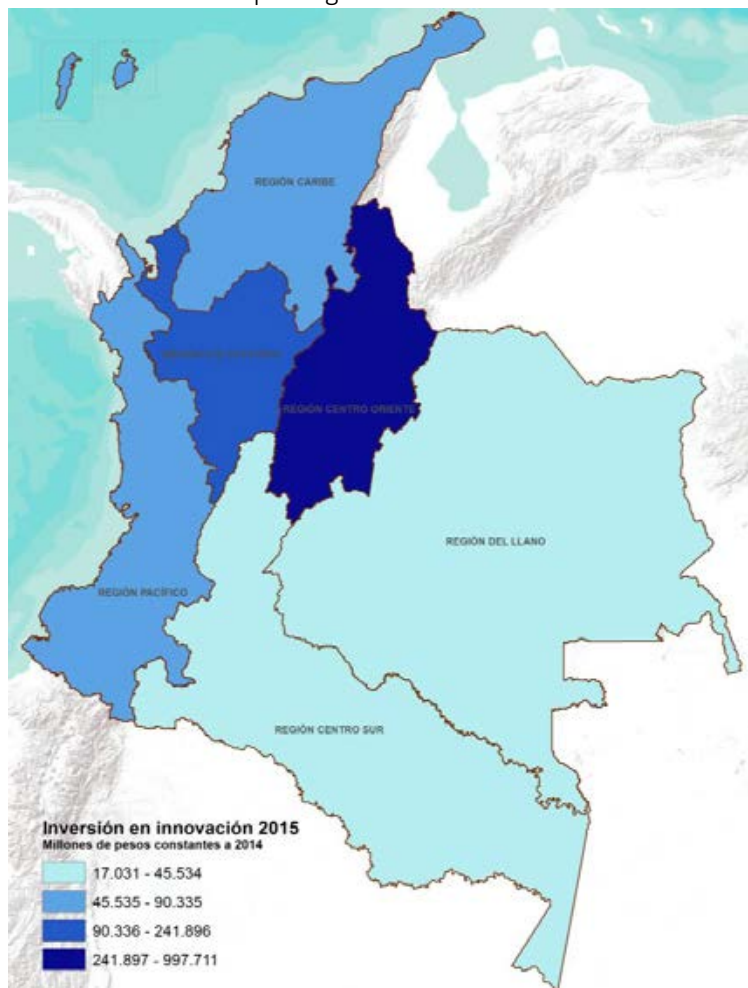 REGIÓN CARIBE
REGIÓN CENTRO ORIENTE
REGIÓN DEL LLANO
REGIÓN PACÍFICO
REGIÓN CENTRO SUR
Inversión en innovación 2015
Millones de pesos constantes a 2014
17.031 - 45.534
45.535 - 90.335
90.336 - 241.896
241.897 - 997.711